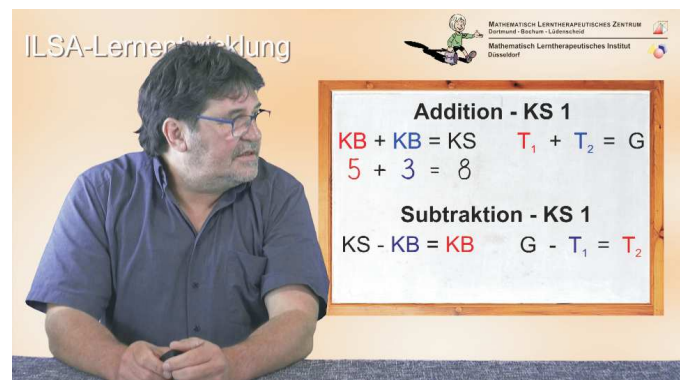 ILSA-Lernentwicklung
MATHEMATISCH LERNTHERAPEUTISCHES ZENTRUM
Dortmund - Bochum - Lüdenscheid
Mathematisch Lerntherapeutisches Institut
Düsseldorf
Addition - KS 1
KB + KB = KS T₁ + T₂ = G
5 + 3 = 8
Subtraktion - KS 1
KS - KB = KB G - T₁ = T₂